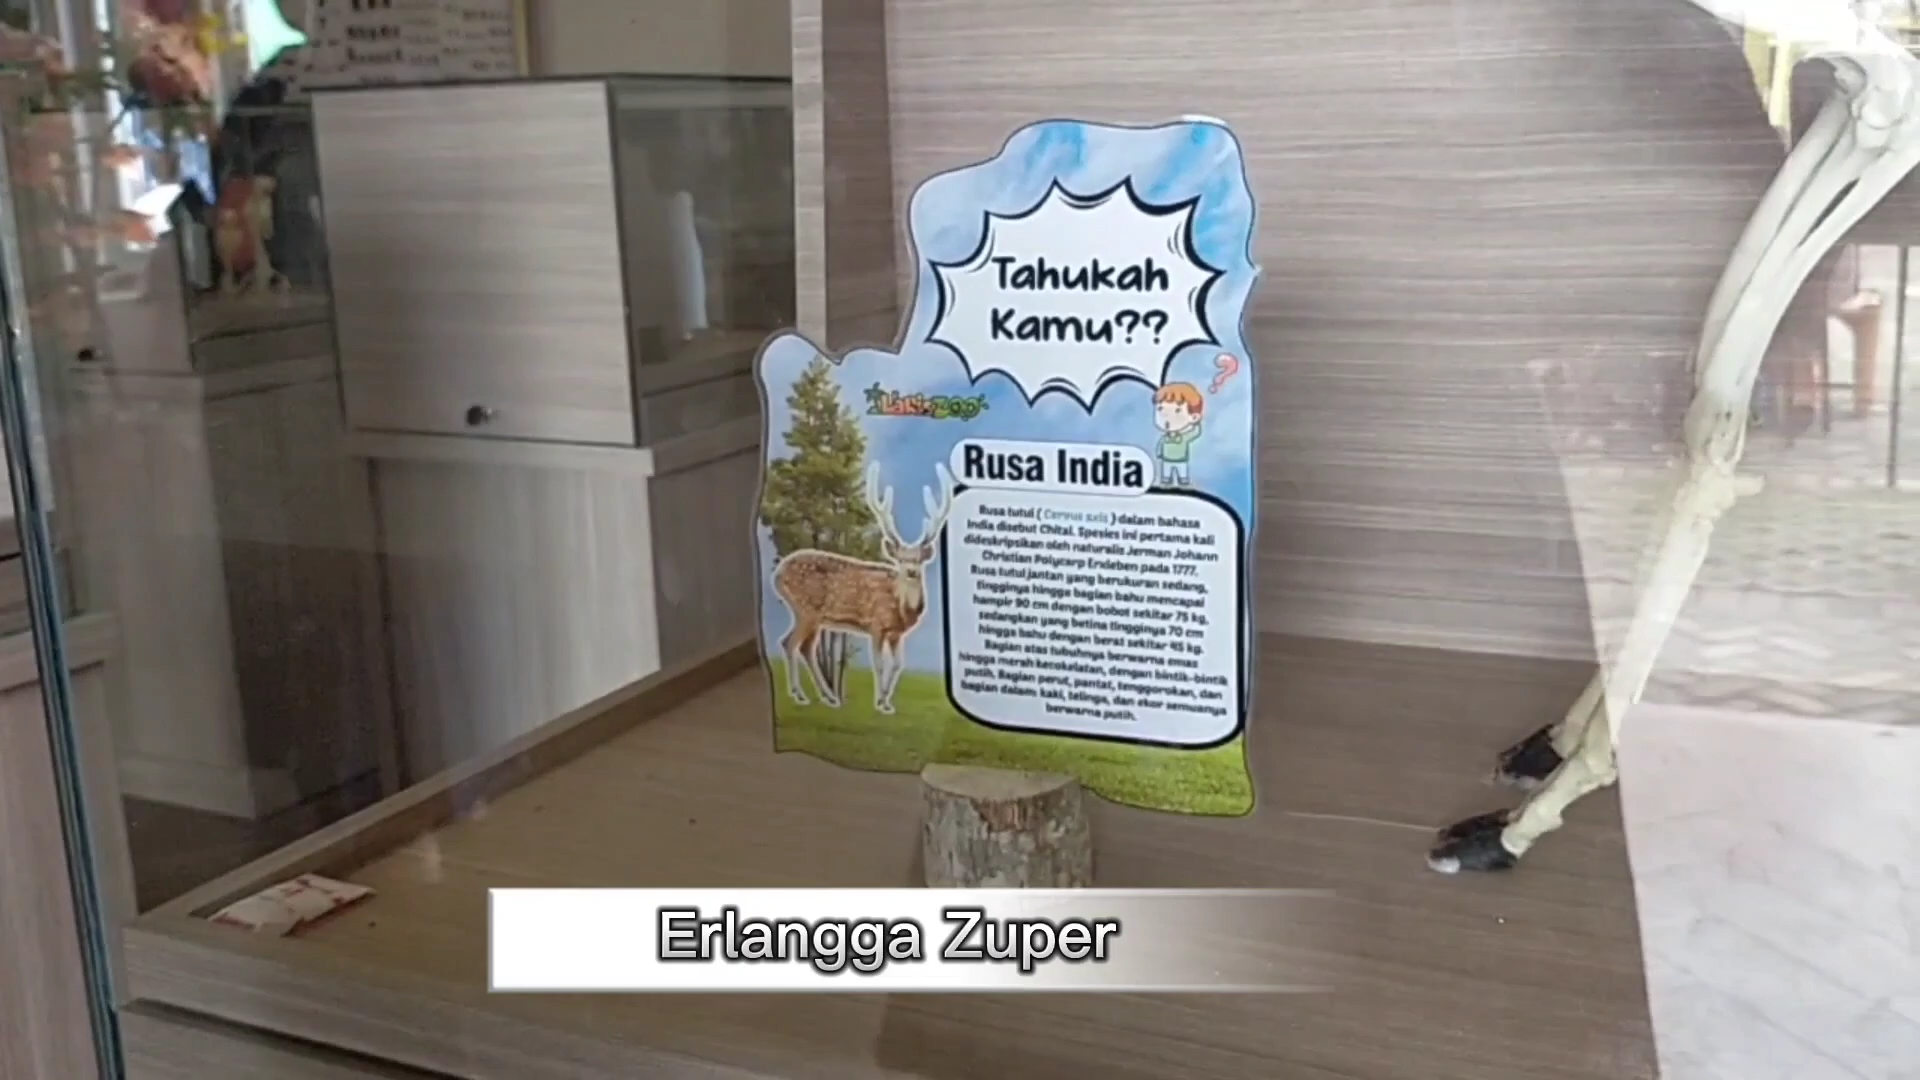 Tahukah
Kamu??
?
Rusa India
Rusa tutul ( Cervus axis ) dalam bahasa
India disebut Chital. Spesies ini pertama kali
dideskripsikan oleh naturalis Jerman Johann
Christian Polycarp Erxleben pada 1777.
Rusa tutul jantan yang berukuran sedang,
tingginya hingga bagian bahu mencapai
hampir 90 cm dengan bobot sekitar 75 kg,
sedangkan yang betina tingginya 70 cm
hingga bahu dengan berat sekitar 45 kg.
Bagian atas tubuhnya berwarna emas
hingga merah kecokelatan, dengan bintik-bintik
putih. Bagian perut, pantat, tenggorokan, dan
bagian dalam kaki, telinga, dan ekor semuanya
berwarna putih.
Erlangga Zuper